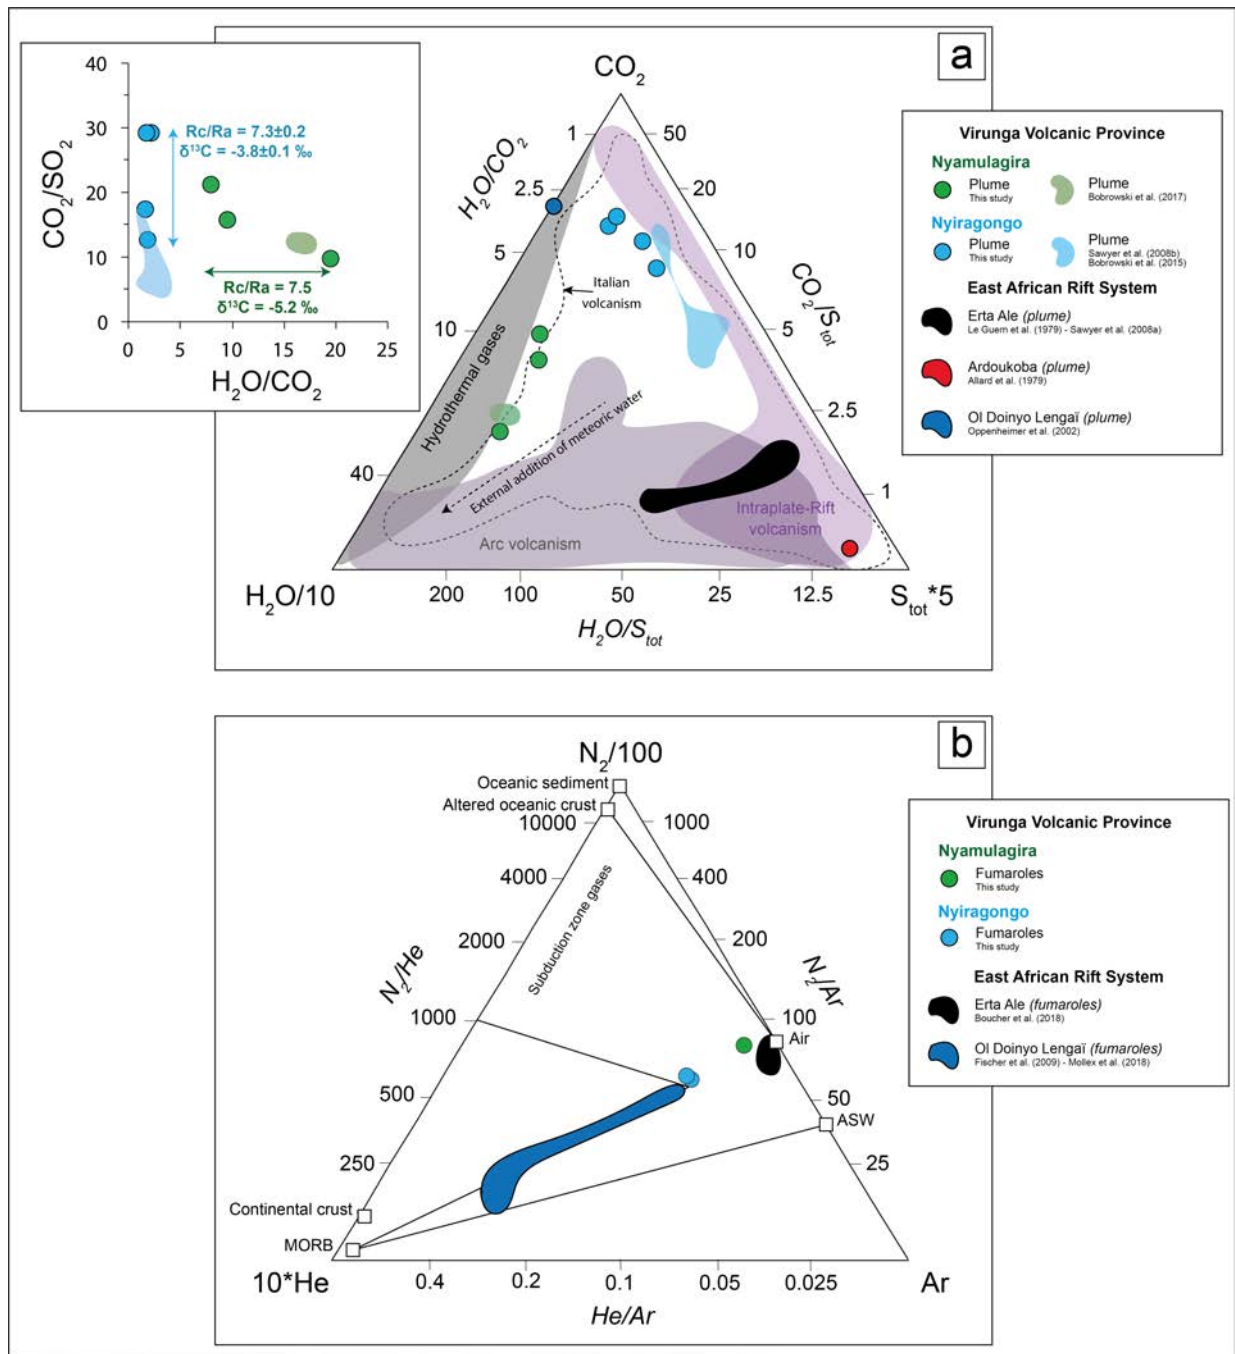 40
30
20
10
0
CO2/SO2
0
5
10
15
20
25
H2O/CO2
Rc/Ra = 7.3±0.2
δ13C = -3.8±0.1 ‰
Rc/Ra = 7.5
δ13C = -5.2 ‰
a
CO2
1
2.5
5
10
40
H2O/CO2
50
20
10
5
2.5
1
CO2/Stot
Italian
volcanism
Hydrothermal gases
External addition of meteoric water
Arc volcanism
Intraplate-Rift
volcanism
H2O/10
200
100
50
25
12.5
Stot*5
H2O/Stot
Virunga Volcanic Province
Nyamulagira
Plume
This study
Plume
Bobrowski et al. (2017)
Nyiragongo
Plume
This study
Plume
Sawyer et al. (2008b)
Bobrowski et al. (2015)
East African Rift System
Erta Ale (plume)
Le Guern et al. (1979) - Sawyer et al. (2008a)
Ardoukoba (plume)
Allard et al. (1979)
Ol Doinyo Lengaï (plume)
Oppenheimer et al. (2002)
b
N2/100
Oceanic sediment
Altered oceanic crust
10000
4000
2000
1000
500
250
N2/He
1000
400
200
100
50
25
N2/Ar
Subduction zone gases
Air
ASW
Continental crust
MORB
10*He
0.4
0.2
0.1
0.05
0.025
Ar
He/Ar
Virunga Volcanic Province
Nyamulagira
Fumaroles
This study
Nyiragongo
Fumaroles
This study
East African Rift System
Erta Ale (fumaroles)
Boucher et al. (2018)
Ol Doinyo Lengaï (fumaroles)
Fischer et al. (2009) - Mollex et al. (2018)